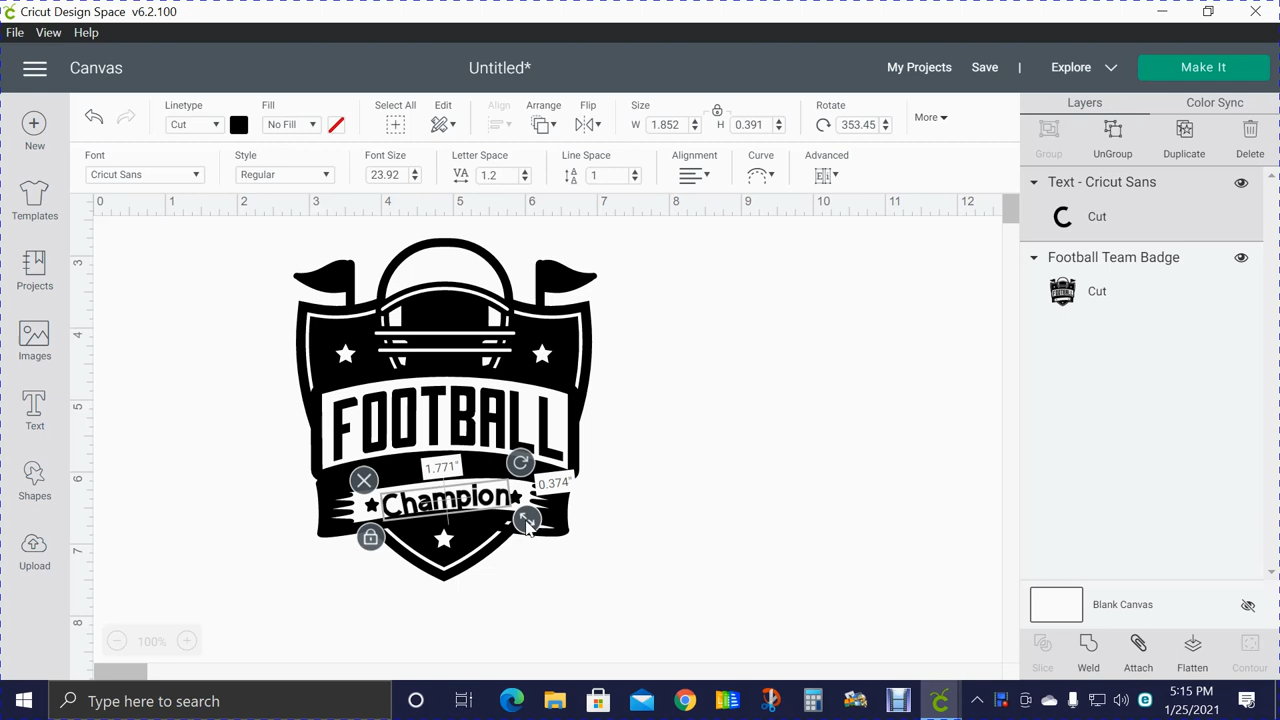 Cricut Design Space v6.2.100
File View Help
Canvas Untitled* My Projects Save | Explore Make It
Linetype Fill Select All Edit Align Arrange Flip Size Rotate
Cut No Fill W 1.852 H 0.391 353.45 More
Font Style Font Size Letter Space Line Space Alignment Curve Advanced
Cricut Sans Regular 23.92 VA 1.2 1
Layers Color Sync
Group UnGroup Duplicate Delete
Text - Cricut Sans
C Cut
Football Team Badge
Cut
New
Templates
Projects
Images
Text
Shapes
Upload
0 1 2 3 4 5 6 7 8 9 10 11 12
3
4
5
6
7
8
FOOTBALL
1.771"
0.374"
Champion
100%
Blank Canvas
Slice Weld Attach Flatten Contour
Type here to search
5:15 PM
1/25/2021